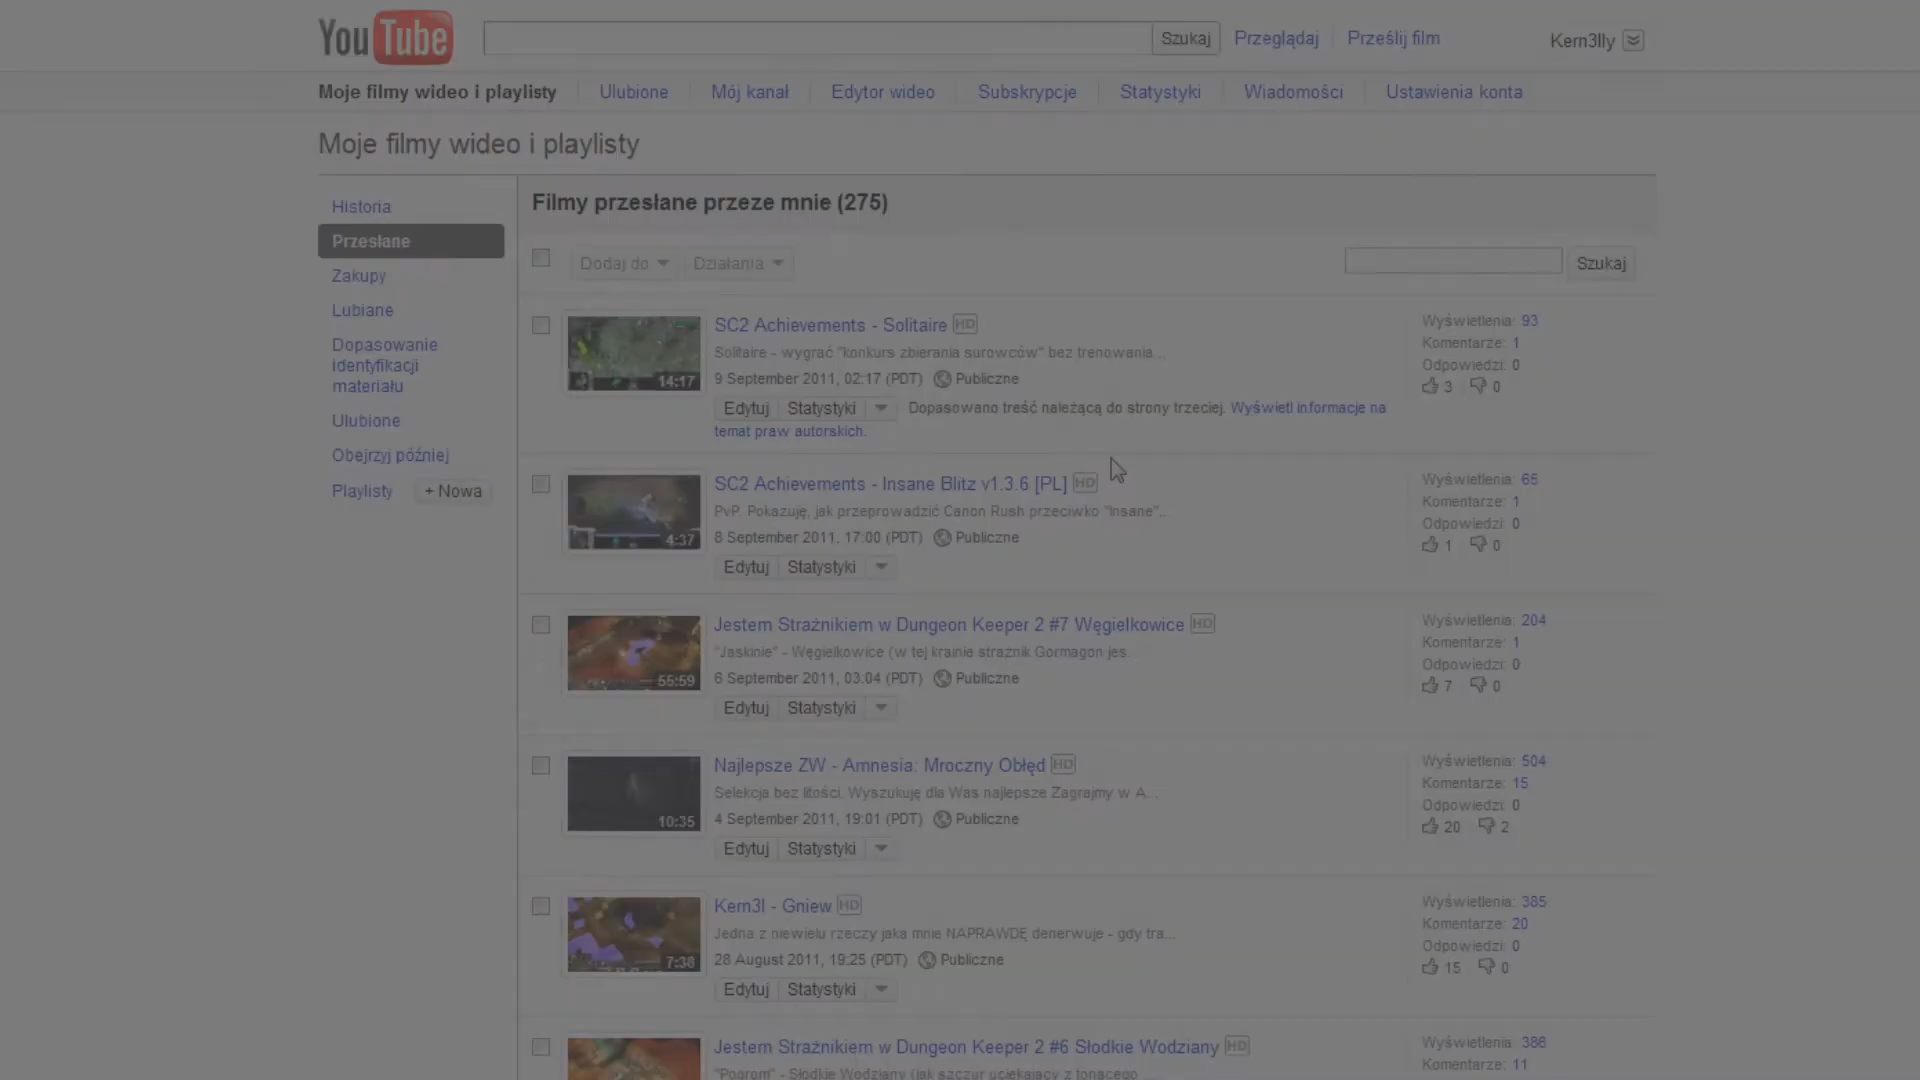 YouTube Szukaj Przeglądaj Prześlij film Kern3lly
Moje filmy wideo i playlisty Ulubione Mój kanał Edytor wideo Subskrypcje Statystyki Wiadomości Ustawienia konta
Moje filmy wideo i playlisty
Historia
Przesłane
Zakupy
Lubiane
Dopasowanie
identyfikacji
materiału
Ulubione
Obejrzyj później
Playlisty + Nowa
Filmy przesłane przeze mnie (275)
Dodaj do Działania Szukaj
14:17
SC2 Achievements - Solitaire HD
Solitaire - wygrać "konkurs zbierania surowców" bez trenowania...
9 September 2011, 02:17 (PDT) Publiczne
Edytuj Statystyki Dopasowano treść należącą do strony trzeciej. Wyświetl informacje na
temat praw autorskich.
Wyświetlenia: 93
Komentarze: 1
Odpowiedzi: 0
3 0
4:37
SC2 Achievements - Insane Blitz v1.3.6 [PL] HD
PvP. Pokazuję, jak przeprowadzić Canon Rush przeciwko "Insane"...
8 September 2011, 17:00 (PDT) Publiczne
Edytuj Statystyki
Wyświetlenia: 65
Komentarze: 1
Odpowiedzi: 0
1 0
55:59
Jestem Strażnikiem w Dungeon Keeper 2 #7 Węgielkowice HD
"Jaskinie" - Węgielkowice (w tej krainie strażnik Gormagon jes...
6 September 2011, 03:04 (PDT) Publiczne
Edytuj Statystyki
Wyświetlenia: 204
Komentarze: 1
Odpowiedzi: 0
7 0
10:35
Najlepsze ZW - Amnesia: Mroczny Obłęd HD
Selekcja bez litości. Wyszukuję dla Was najlepsze Zagrajmy w A...
4 September 2011, 19:01 (PDT) Publiczne
Edytuj Statystyki
Wyświetlenia: 504
Komentarze: 15
Odpowiedzi: 0
20 2
7:38
Kern3l - Gniew HD
Jedna z niewielu rzeczy jaka mnie NAPRAWDĘ denerwuje - gdy tra...
28 August 2011, 19:25 (PDT) Publiczne
Edytuj Statystyki
Wyświetlenia: 385
Komentarze: 20
Odpowiedzi: 0
15 0
Jestem Strażnikiem w Dungeon Keeper 2 #6 Słodkie Wodziany HD
"Pogrom" - Słodkie Wodziany (jak szczur uciekający z tonącego
Wyświetlenia: 386
Komentarze: 11